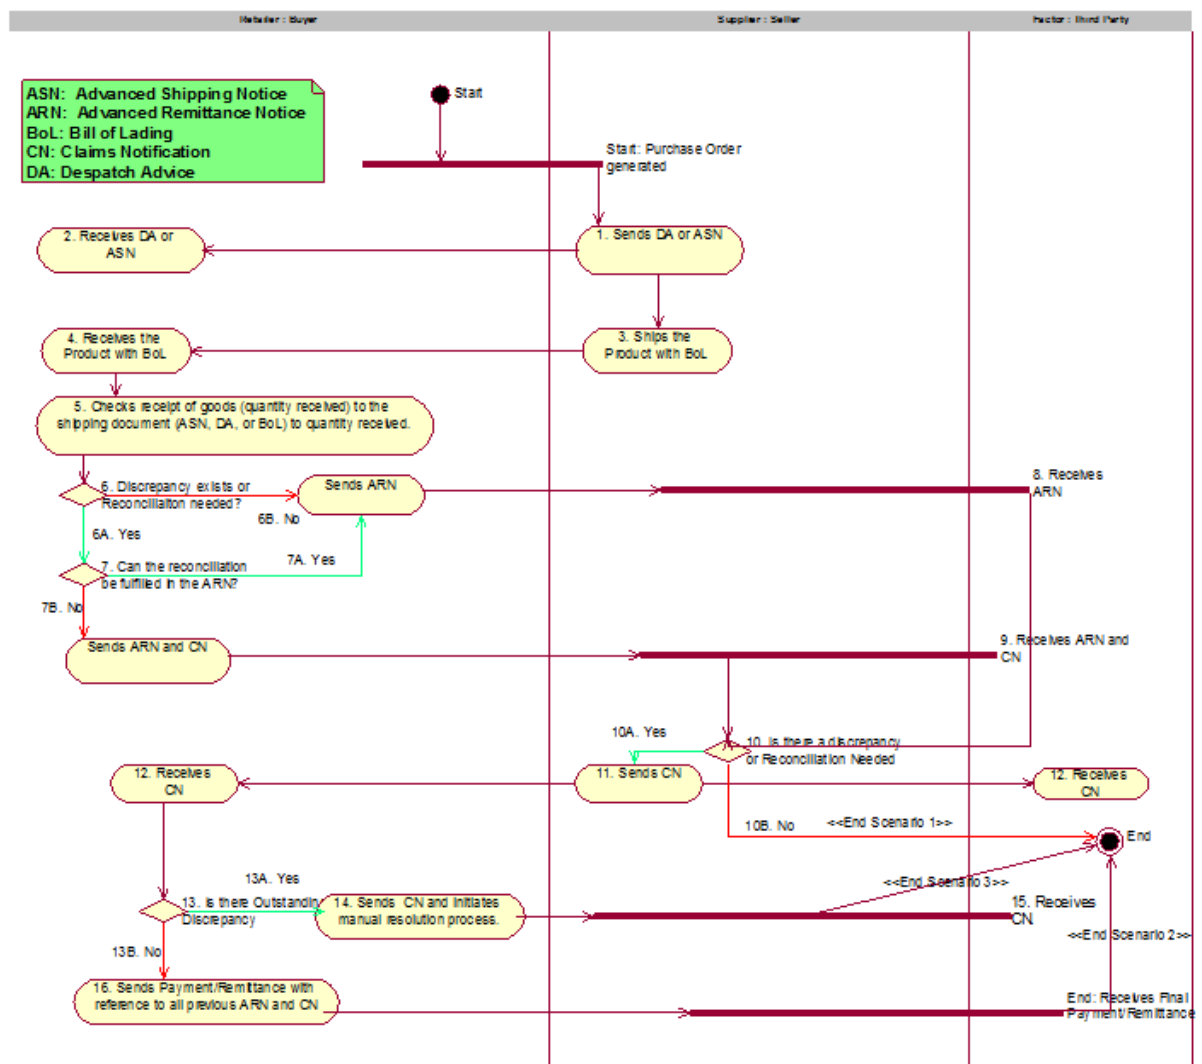 Retailer : Buyer
Supplier : Seller
Factor : Third Party
ASN:  Advanced Shipping Notice
ARN:  Advanced Remittance Notice
BoL: Bill of Lading
CN: Claims Notification
DA: Despatch Advice
Start
Start: Purchase Order
generated
2. Receives DA or
ASN
1. Sends DA or ASN
4. Receives the
Product with BoL
3. Ships the
Product with BoL
5. Checks receipt of goods (quantity received) to the
shipping document (ASN, DA, or BoL) to quantity received.
6. Discrepancy exists or
Reconciliaiton needed?
Sends ARN
8. Receives
ARN
6B. No
6A. Yes
7. Can the reconciliation
be fulfilled in the ARN?
7A. Yes
7B. No
Sends ARN and CN
9. Receives ARN and
CN
10A. Yes
10. Is there a discrepancy
or Reconciliation Needed
12. Receives
CN
11. Sends CN
12. Receives
CN
10B. No
<<End Scenario 1>>
End
13A. Yes
<<End Scenario 3>>
13. Is there Outstanding
Discrepancy
14. Sends  CN and Initiates
manual resolution process.
15. Receives
CN.
<<End Scenario 2>>
13B. No
16. Sends Payment/Remittance with
reference to all previous ARN and CN
End: Receives Final
Payment/Remittance